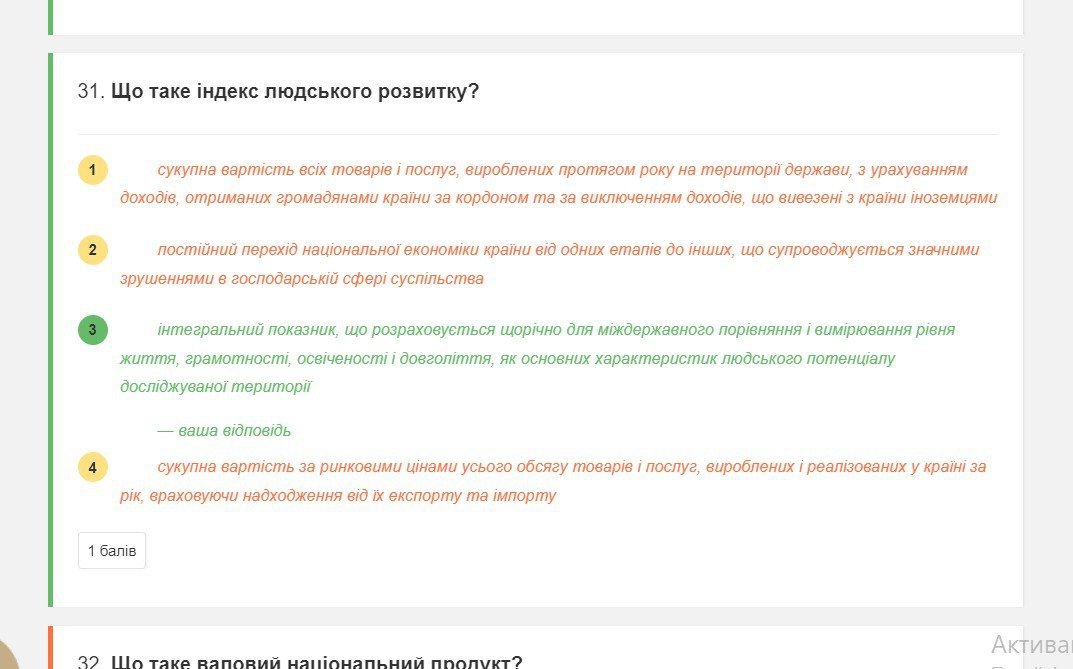 31. Що таке індекс людського розвитку?
1 сукупна вартість всіх товарів і послуг, вироблених протягом року на території держави, з урахуванням
доходів, отриманих громадянами країни за кордоном та за виключенням доходів, що вивезені з країни іноземцями
2 постійний перехід національної економіки країни від одних етапів до інших, що супроводжується значними
зрушеннями в господарській сфері суспільства
3 інтегральний показник, що розраховується щорічно для міждержавного порівняння і вимірювання рівня
життя, грамотності, освіченості і довголіття, як основних характеристик людського потенціалу
досліджуваної території
— ваша відповідь
4 сукупна вартість за ринковими цінами усього обсягу товарів і послуг, вироблених і реалізованих у країні за
рік, враховуючи надходження від їх експорту та імпорту
1 балів
Актива
32. Що таке валовий національний продукт?